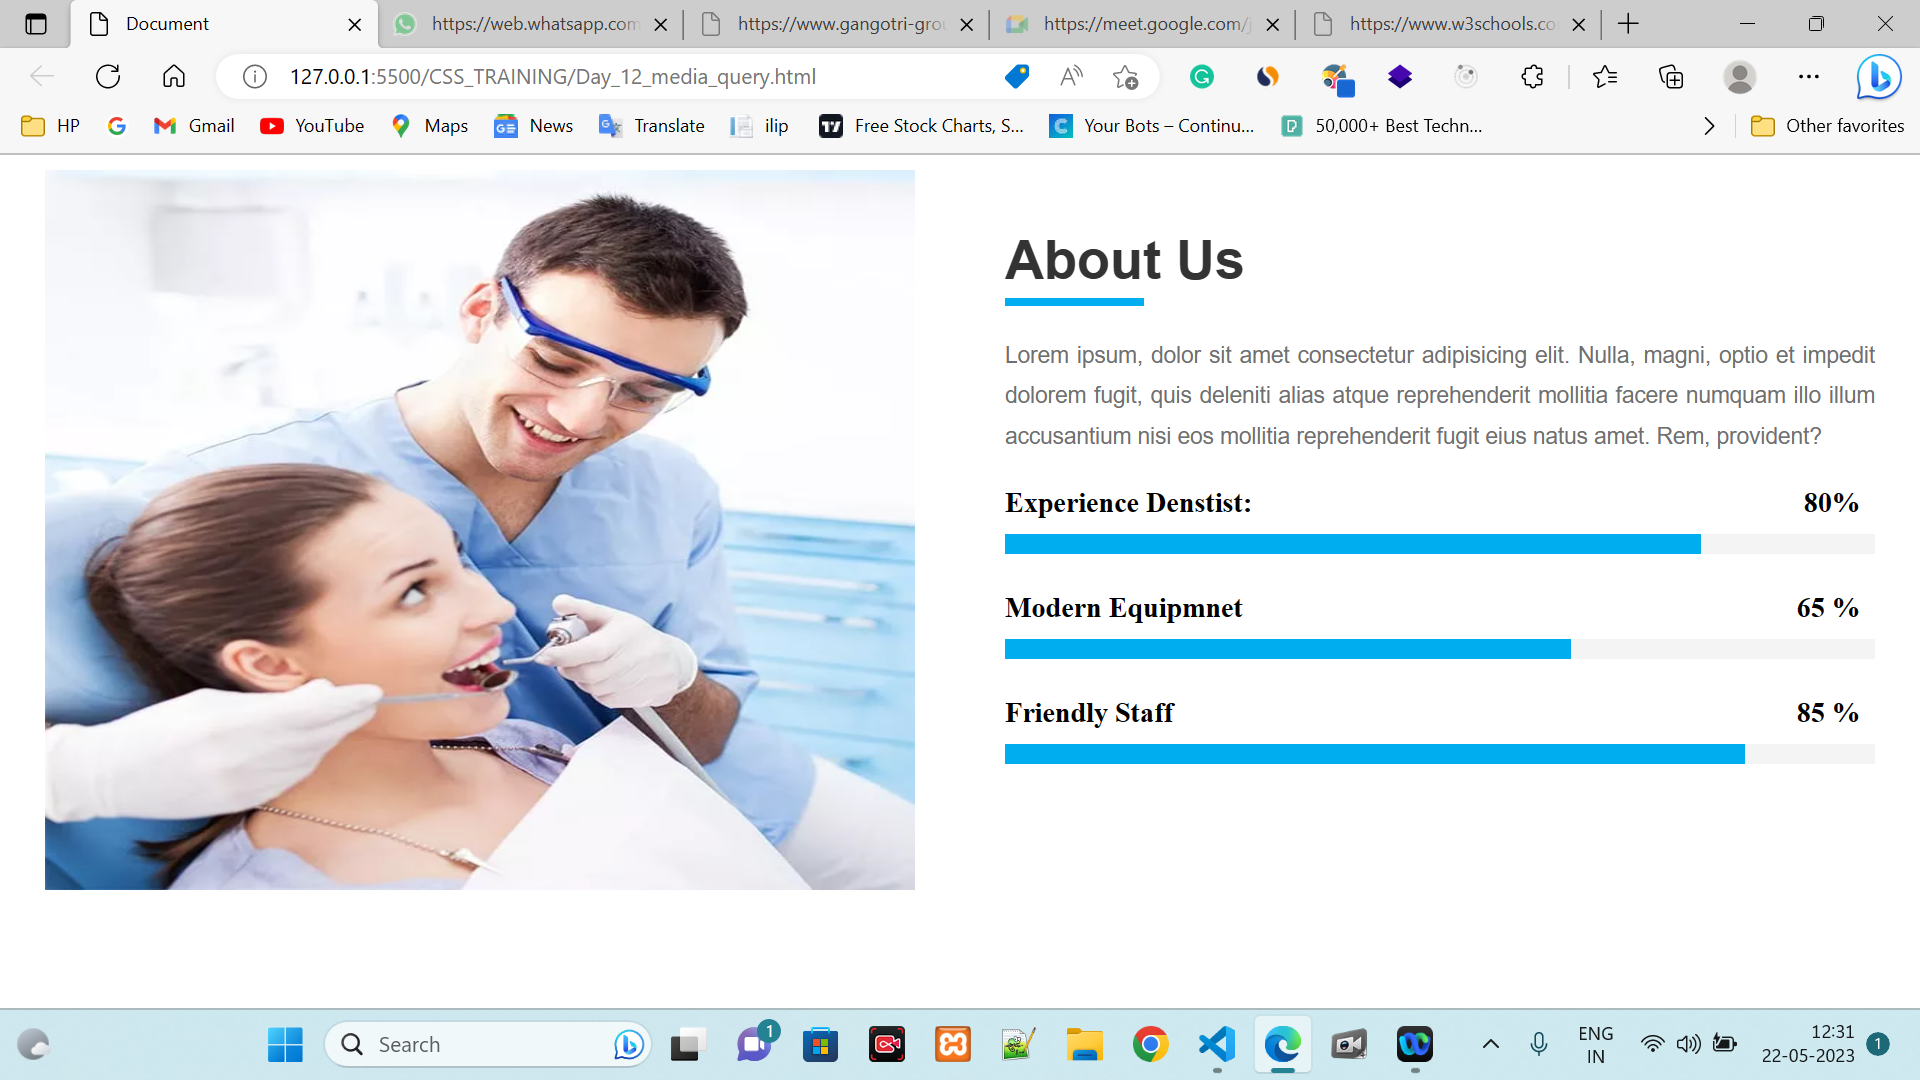 Document
https://web.whatsapp.com
https://www.gangotri-grou
https://meet.google.com/j
https://www.w3schools.co
127.0.0.1:5500/CSS_TRAINING/Day_12_media_query.html
HP
Gmail
YouTube
Maps
News
Translate
ilip
Free Stock Charts, S...
Your Bots – Continu...
50,000+ Best Techn...
Other favorites
About Us
Lorem ipsum, dolor sit amet consectetur adipisicing elit. Nulla, magni, optio et impedit
dolorem fugit, quis deleniti alias atque reprehenderit mollitia facere numquam illo illum
accusantium nisi eos mollitia reprehenderit fugit eius natus amet. Rem, provident?
Experience Denstist: 80%
Modern Equipmnet 65 %
Friendly Staff 85 %
Search
1
ENG
IN
12:31
22-05-2023
1